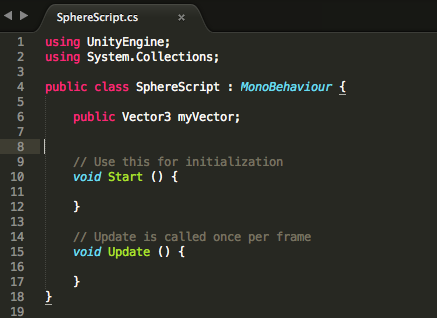 SphereScript.cs
1 using UnityEngine;
2 using System.Collections;
3
4 public class SphereScript : MonoBehaviour {
5
6     public Vector3 myVector;
7
8
9     // Use this for initialization
10     void Start () {
11
12     }
13
14     // Update is called once per frame
15     void Update () {
16
17     }
18 }
19